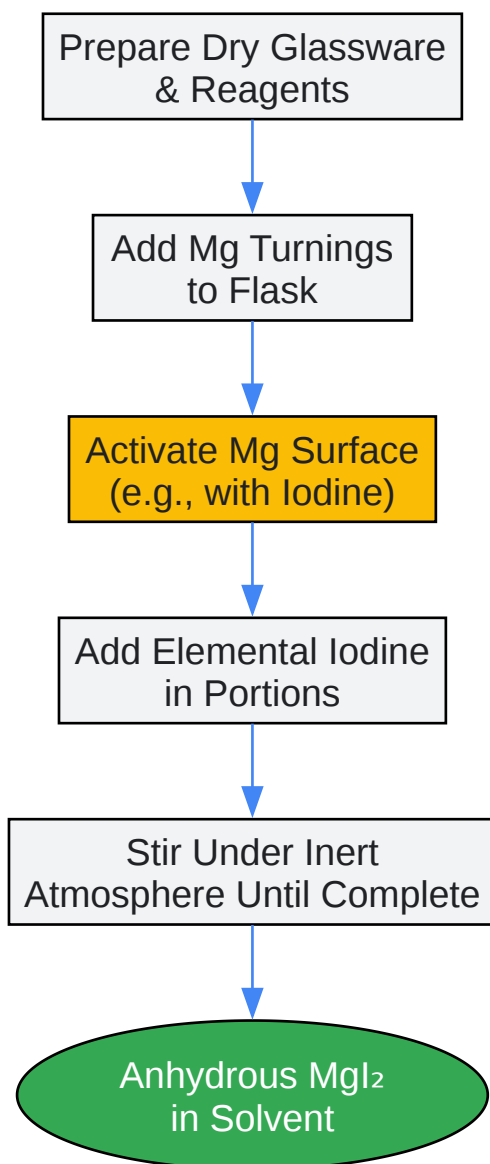 Prepare Dry Glassware
& Reagents
Add Mg Turnings
to Flask
Activate Mg Surface
(e.g., with Iodine)
Add Elemental Iodine
in Portions
Stir Under Inert
Atmosphere Until Complete
Anhydrous MgI₂
in Solvent